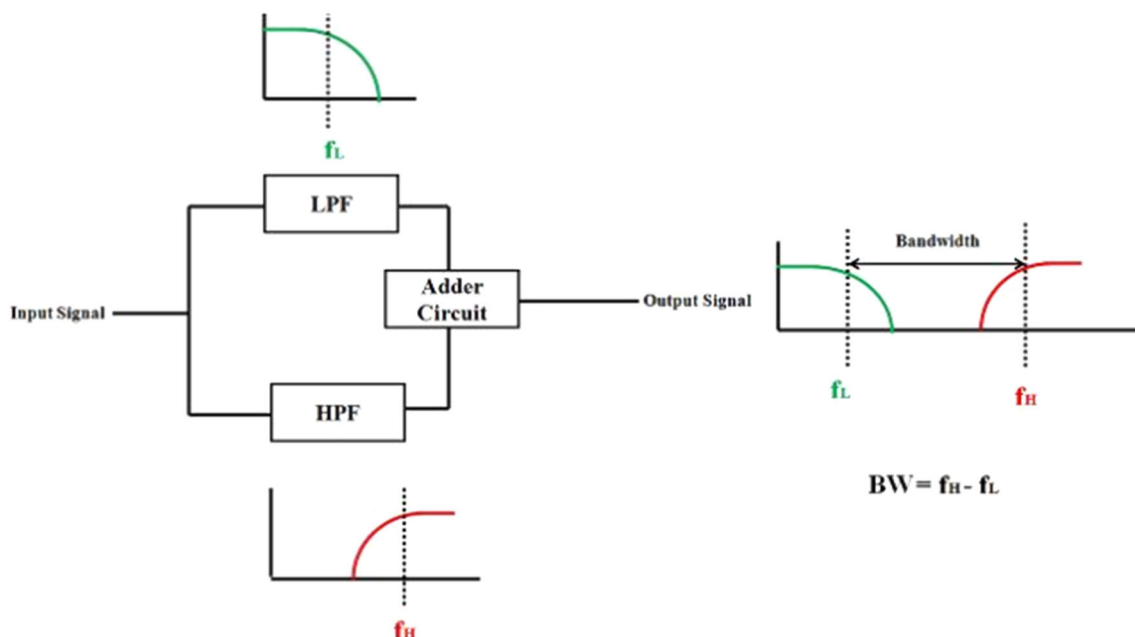 fL
LPF
Bandwidth
Adder
Circuit
Input Signal
Output Signal
fL
fH
HPF
BW = fH - fL
fH